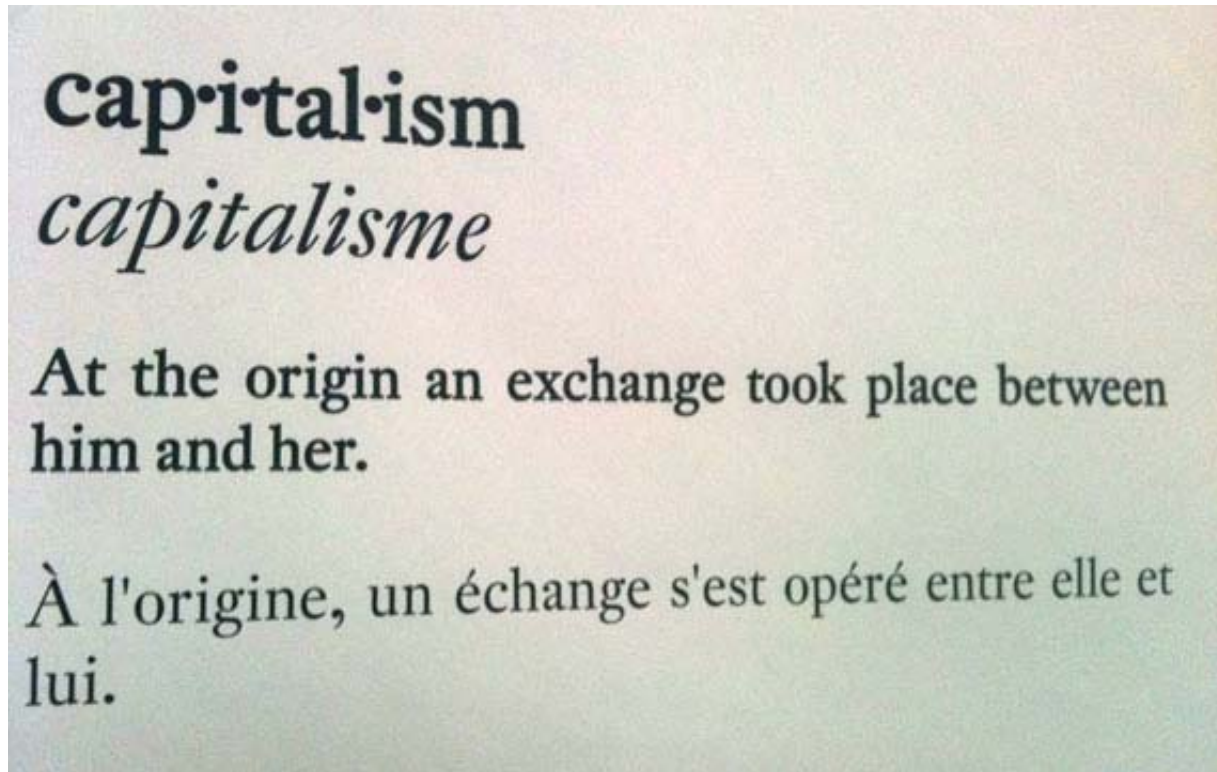 cap·i·tal·ism
capitalisme
At the origin an exchange took place between
him and her.
À l'origine, un échange s'est opéré entre elle et
lui.